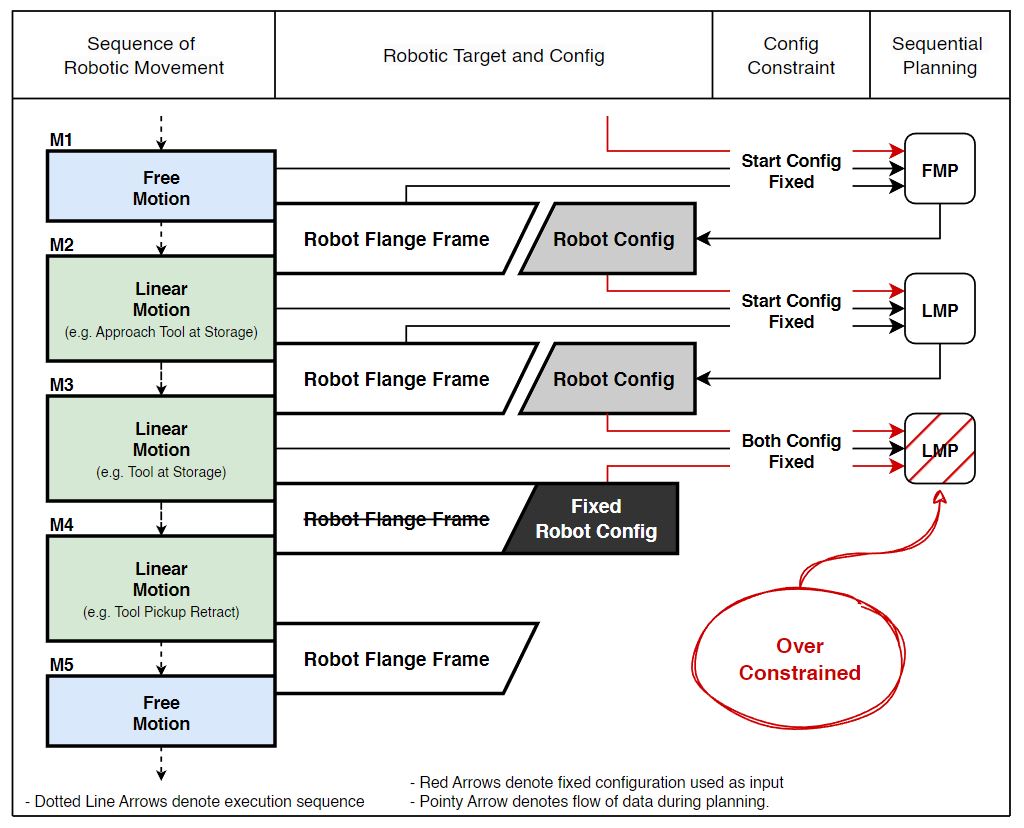 Sequence of
Robotic Movement
Robotic Target and Config
Config
Constraint
Sequential
Planning
M1
Free
Motion
Start Config
Fixed
FMP
Robot Flange Frame
Robot Config
M2
Linear
Motion
(e.g. Approach Tool at Storage)
Start Config
Fixed
LMP
Robot Flange Frame
Robot Config
M3
Linear
Motion
(e.g. Tool at Storage)
Both Config
Fixed
LMP
Robot Flange Frame
Fixed
Robot Config
M4
Linear
Motion
(e.g. Tool Pickup Retract)
Over
Constrained
Robot Flange Frame
M5
Free
Motion
- Dotted Line Arrows denote execution sequence
- Red Arrows denote fixed configuration used as input
- Pointy Arrow denotes flow of data during planning.